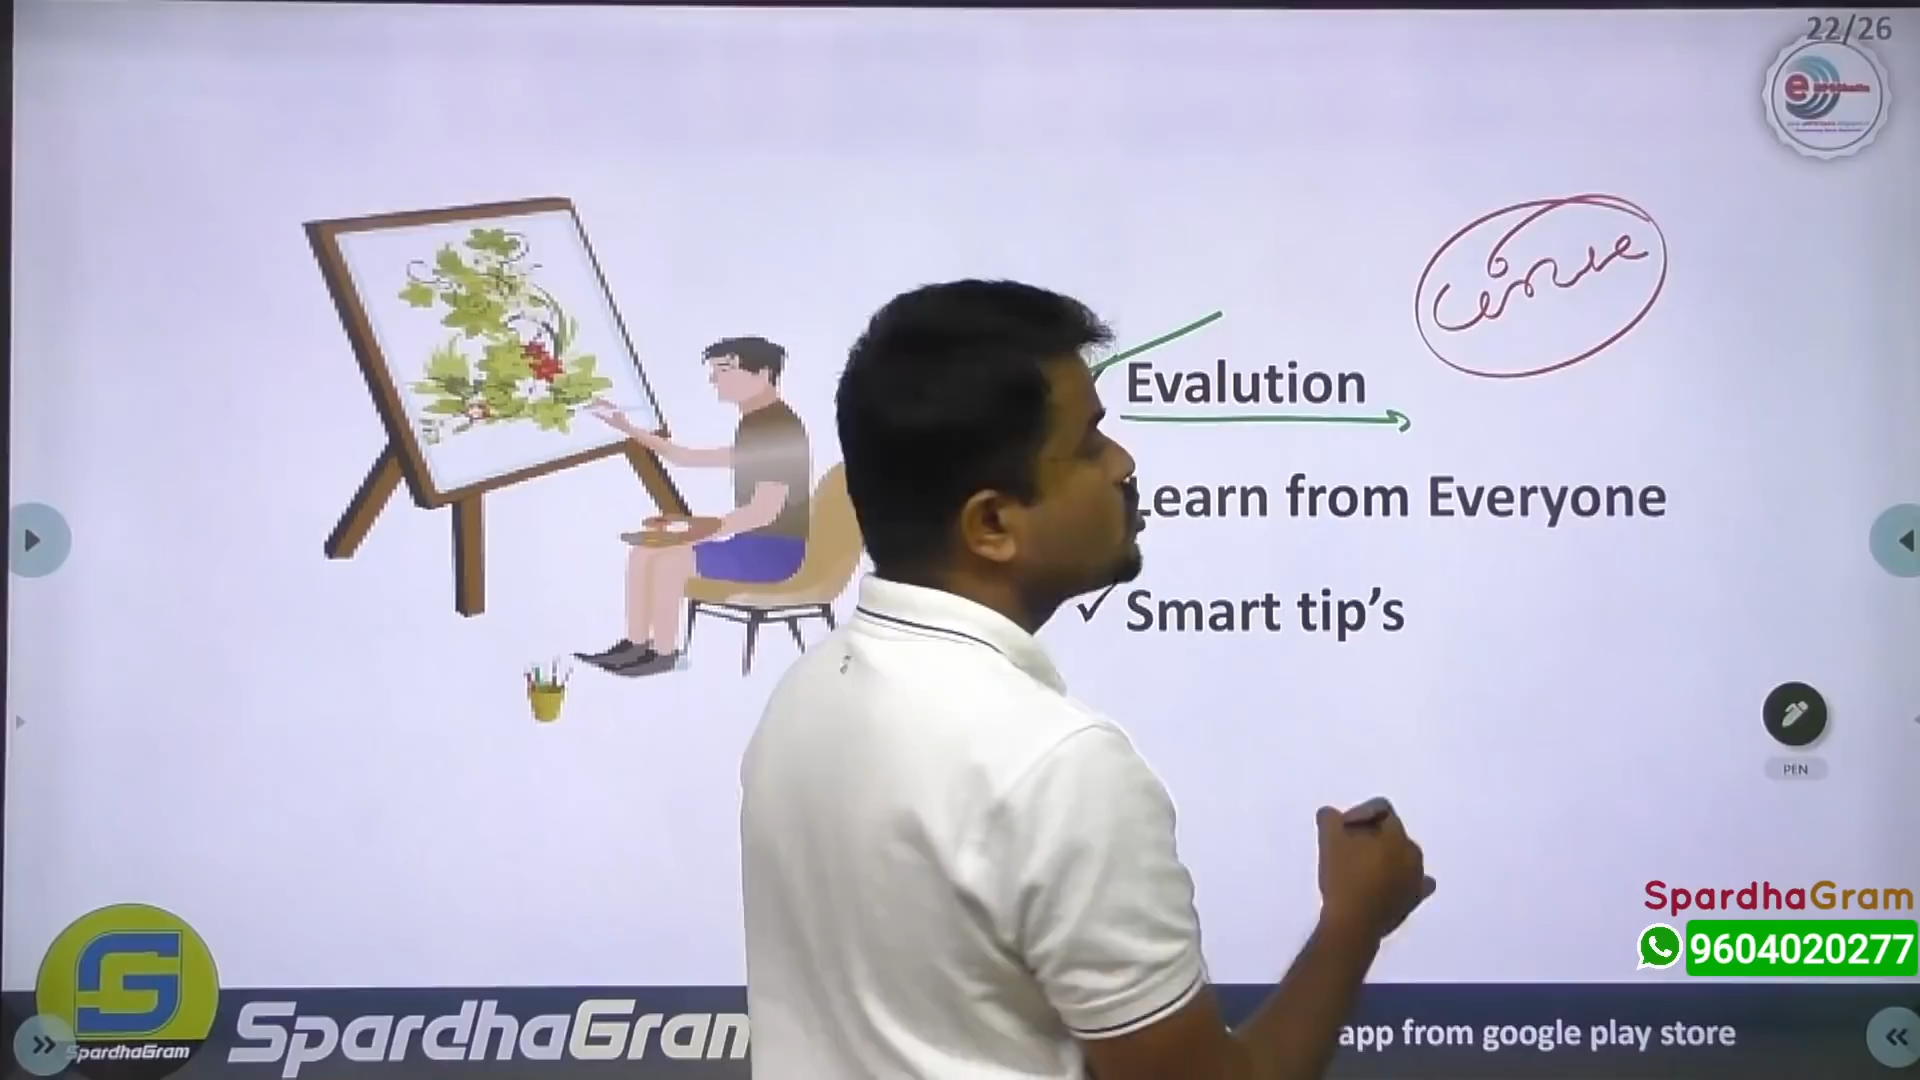 22/26
Evalution
Learn from Everyone
✓ Smart tip's
PEN
SpardhaGram
9604020277
SpardhaGram
SpardhaGram
app from google play store